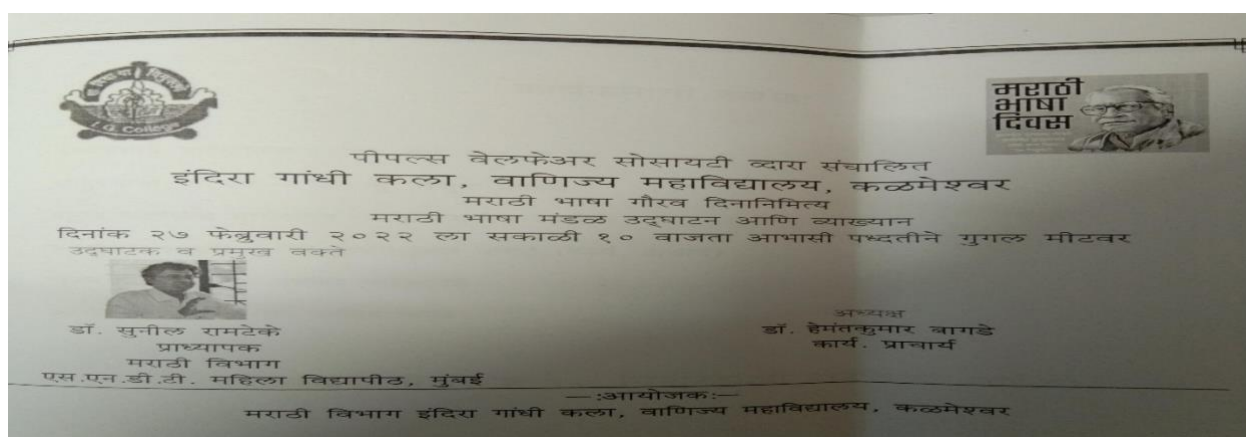 I. G. College
मराठी
भाषा
दिवस
पीपल्स वेलफेअर सोसायटी व्दारा संचालित
इंदिरा गांधी कला, वाणिज्य महाविद्यालय, कळमेश्वर
मराठी भाषा गौरव दिनानिमित्य
मराठी भाषा मंडळ उद्घाटन आणि व्याख्यान
दिनांक २७ फेब्रुवारी २०२२ ला सकाळी १० वाजता आभासी पध्दतीने गुगल मीटवर
उद्घाटक व प्रमुख वक्ते
डॉ. सुनील रामटेके
प्राध्यापक
मराठी विभाग
एस.एन.डी.टी. महिला विद्यापीठ, मुंबई
अध्यक्ष
डॉ. हेमंतकुमार बागडे
कार्य. प्राचार्य
—:आयोजक:—
मराठी विभाग इंदिरा गांधी कला, वाणिज्य महाविद्यालय, कळमेश्वर